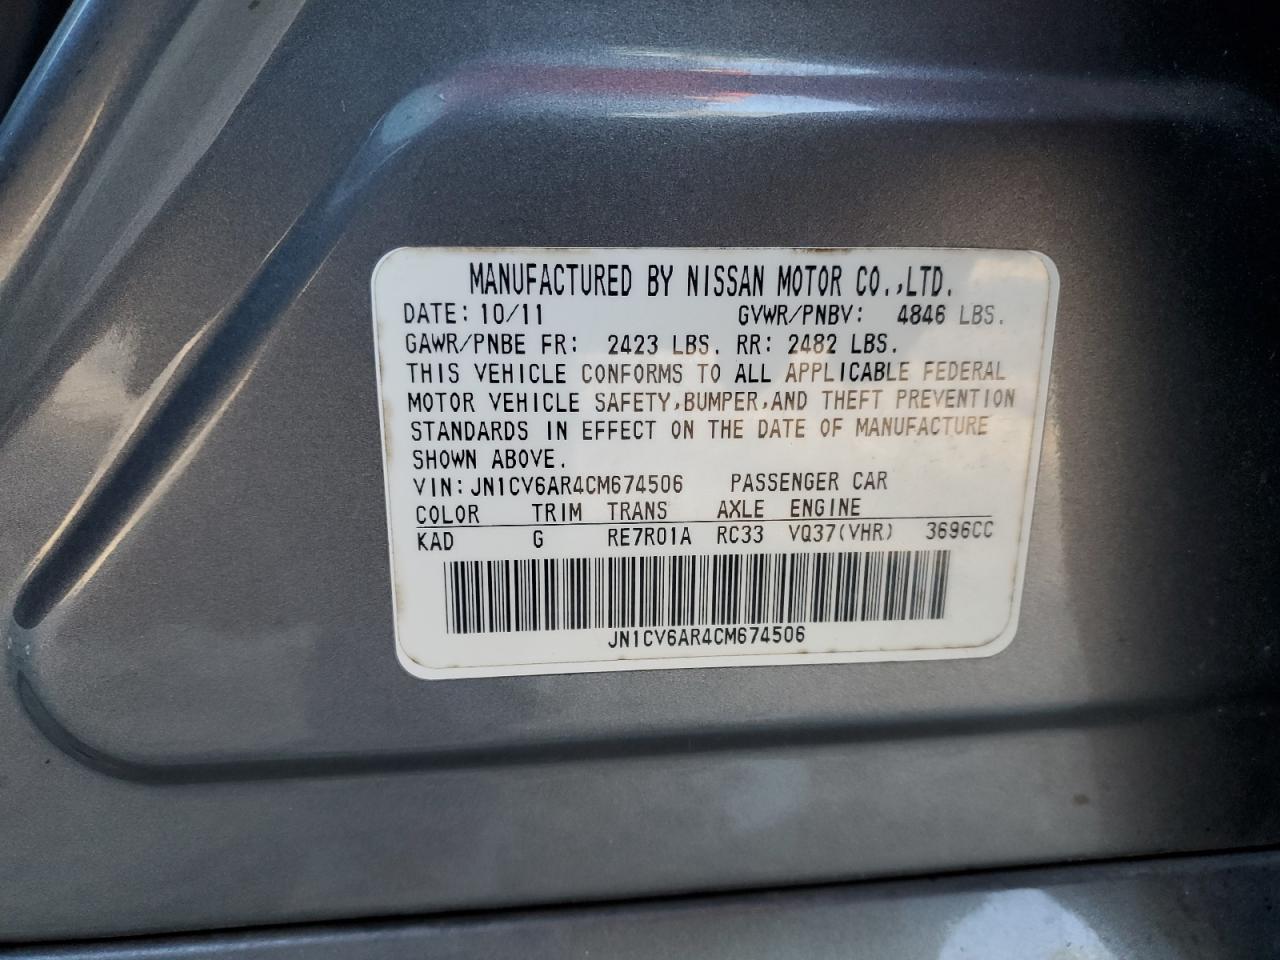 MANUFACTURED BY NISSAN MOTOR CO.,LTD.
DATE: 10/11 GVWR/PNBV: 4846 LBS.
GAWR/PNBE FR: 2423 LBS. RR: 2482 LBS.
THIS VEHICLE CONFORMS TO ALL APPLICABLE FEDERAL
MOTOR VEHICLE SAFETY,BUMPER,AND THEFT PREVENTION
STANDARDS IN EFFECT ON THE DATE OF MANUFACTURE
SHOWN ABOVE.
VIN: JN1CV6AR4CM674506 PASSENGER CAR
COLOR TRIM TRANS AXLE ENGINE
KAD G RE7R01A RC33 VQ37(VHR) 3696CC
JN1CV6AR4CM674506